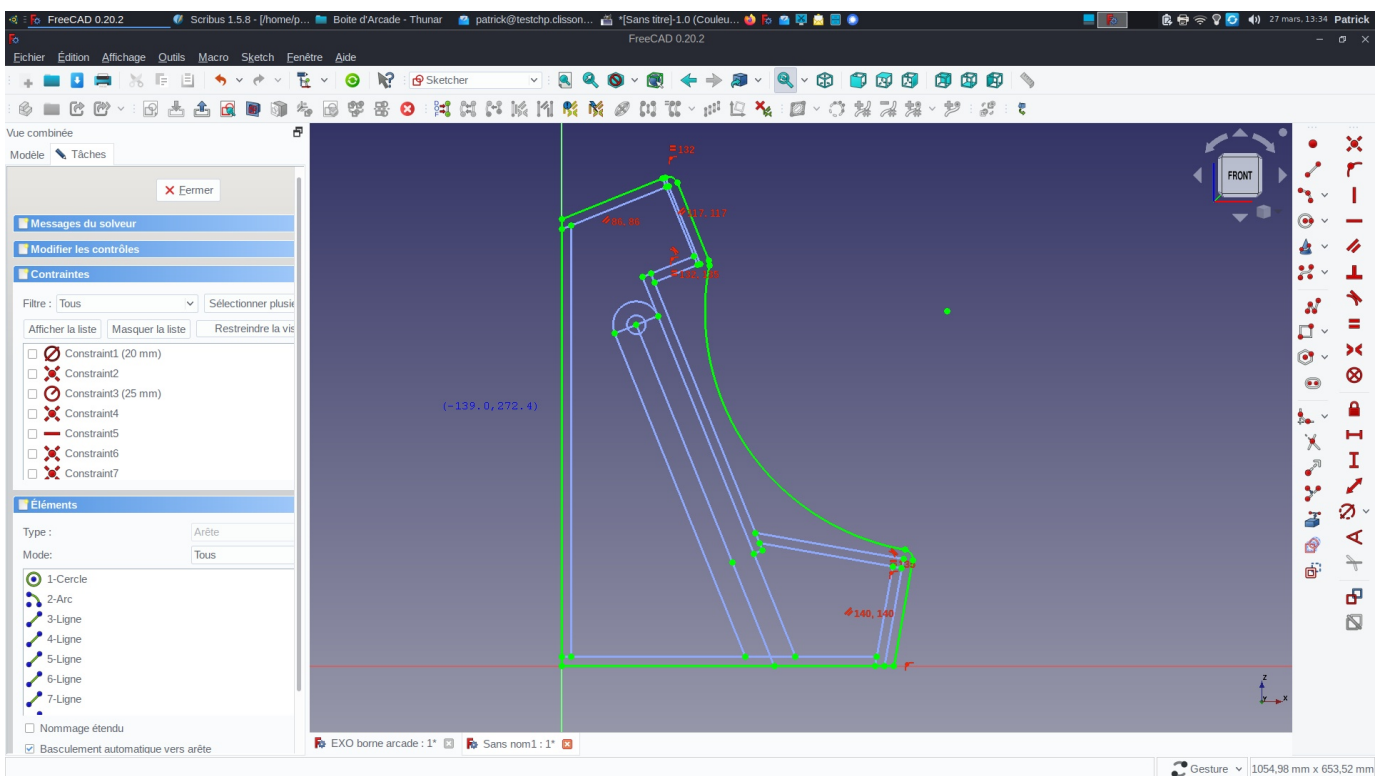 FreeCAD 0.20.2
Scribus 1.5.8 - [/home/p...
Boite d'Arcade - Thunar
patrick@testchp.clisson...
*[Sans titre]-1.0 (Couleu...
27 mars, 13:34 Patrick
FreeCAD 0.20.2
Fichier Édition Affichage Outils Macro Sketch Fenêtre Aide
Sketcher
Vue combinée
Modèle Tâches
Fermer
Messages du solveur
Modifier les contrôles
Contraintes
Filtre : Tous Sélectionner plusie
Afficher la liste Masquer la liste Restreindre la vis
Constraint1 (20 mm)
Constraint2
Constraint3 (25 mm)
Constraint4
Constraint5
Constraint6
Constraint7
Éléments
Type : Arête
Mode: Tous
1-Cercle
2-Arc
3-Ligne
4-Ligne
5-Ligne
6-Ligne
7-Ligne
Nommage étendu
Basculement automatique vers arête
132
117, 117
(-139.0,272.4)
140, 140
FRONT
z
Y
x
EXO borne arcade : 1*
Sans nom1 : 1*
Gesture
1054,98 mm x 653,52 mm